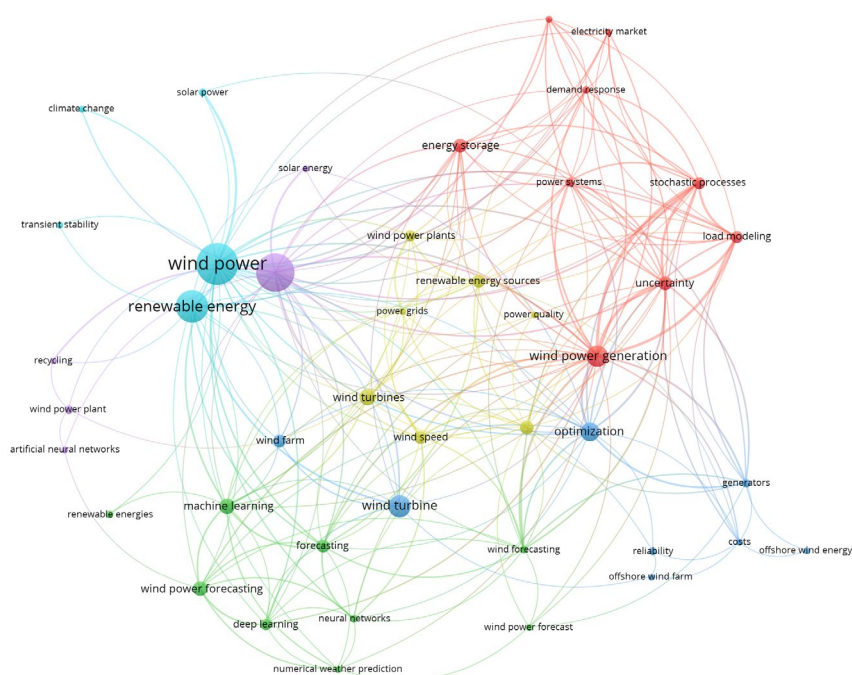 electricity market
demand response
solar power
climate change
energy storage
solar energy
power systems
stochastic processes
transient stability
wind power plants
load modeling
wind power
renewable energy sources
uncertainty
renewable energy
power grids
power quality
wind power generation
recycling
wind turbines
wind power plant
wind farm
wind speed
optimization
artificial neural networks
generators
renewable energies
machine learning
wind turbine
forecasting
wind forecasting
reliability
costs
offshore wind energy
offshore wind farm
wind power forecasting
deep learning
neural networks
wind power forecast
numerical weather prediction